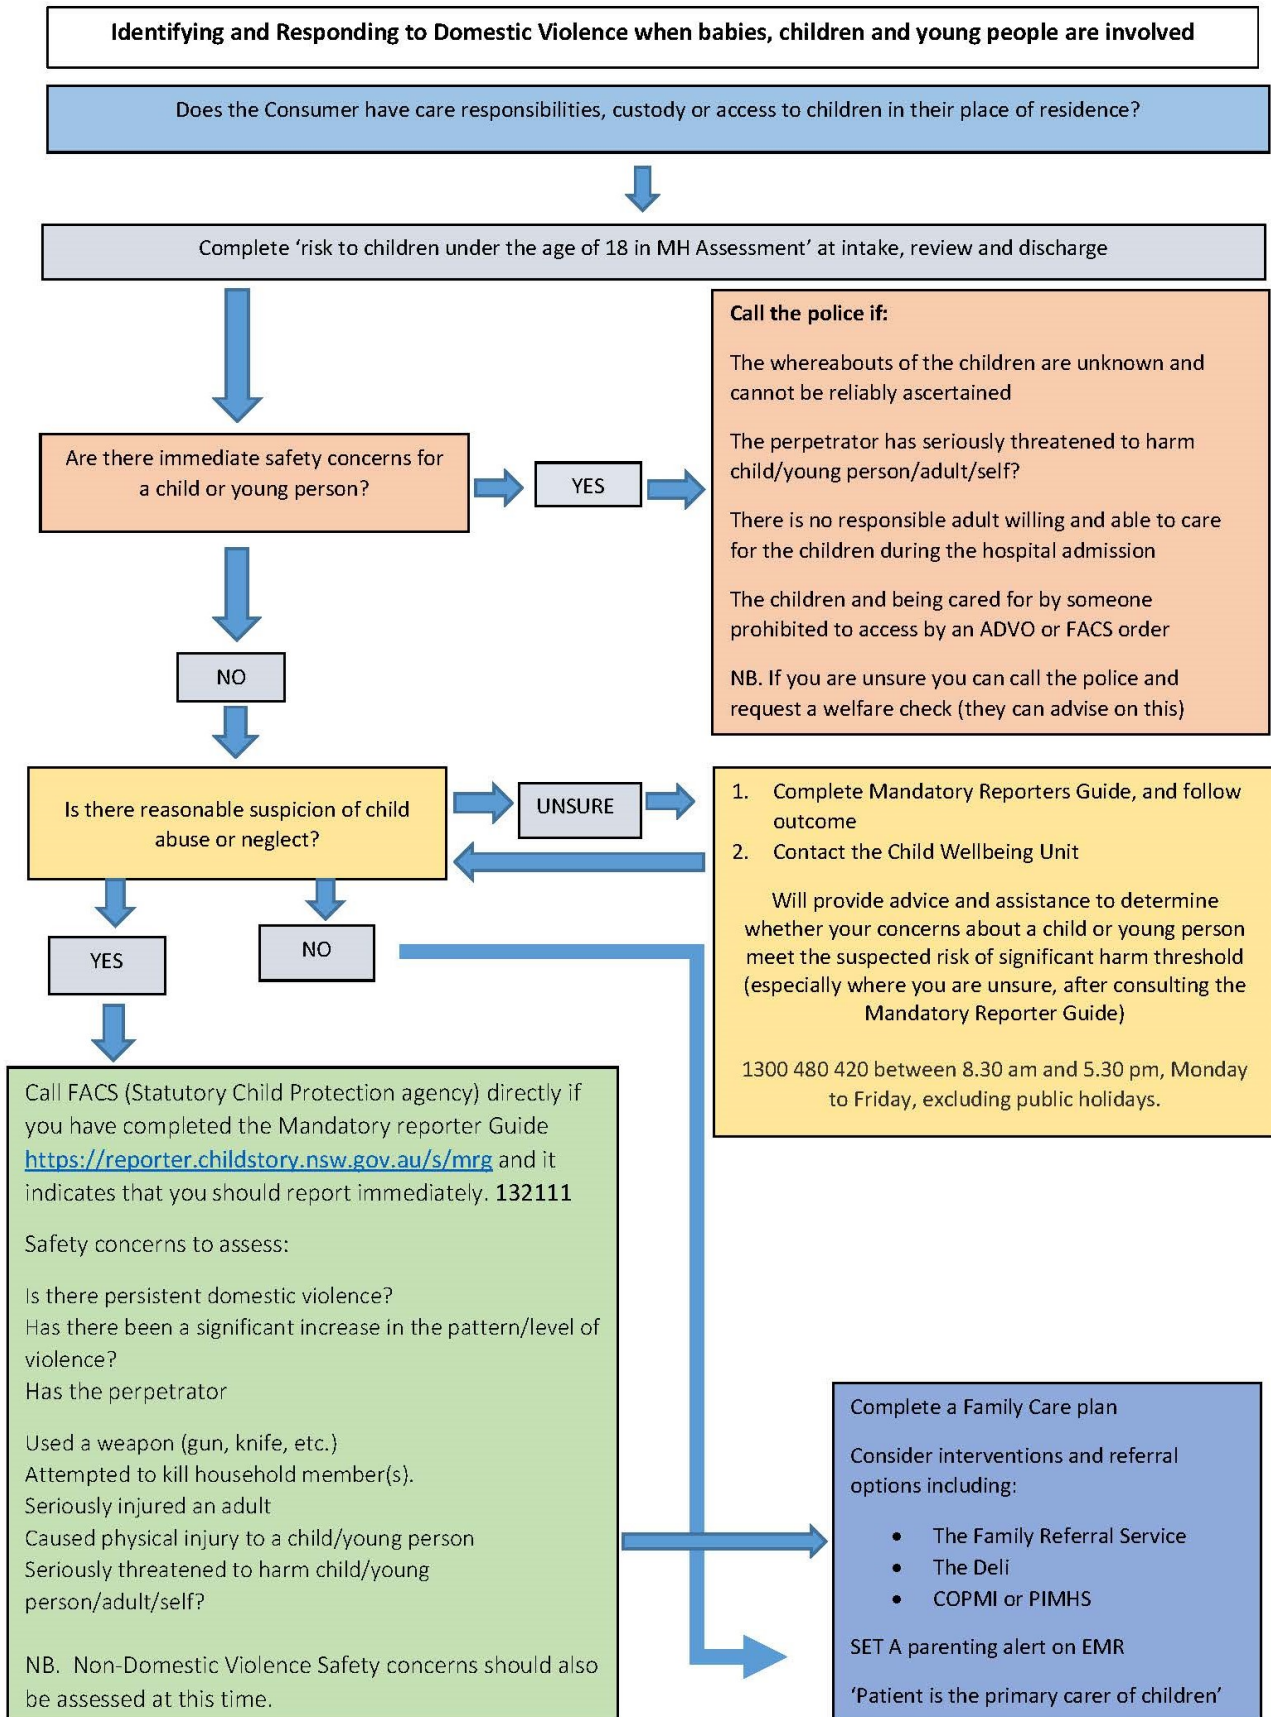 Identifying and Responding to Domestic Violence when babies, children and young people are involved
Does the Consumer have care responsibilities, custody or access to children in their place of residence?
Complete ‘risk to children under the age of 18 in MH Assessment’ at intake, review and discharge
Are there immediate safety concerns for
a child or young person?
YES
Call the police if:
The whereabouts of the children are unknown and
cannot be reliably ascertained
The perpetrator has seriously threatened to harm
child/young person/adult/self?
There is no responsible adult willing and able to care
for the children during the hospital admission
The children and being cared for by someone
prohibited to access by an ADVO or FACS order
NB. If you are unsure you can call the police and
request a welfare check (they can advise on this)
NO
Is there reasonable suspicion of child
abuse or neglect?
UNSURE
1. Complete Mandatory Reporters Guide, and follow
outcome
2. Contact the Child Wellbeing Unit
Will provide advice and assistance to determine
whether your concerns about a child or young person
meet the suspected risk of significant harm threshold
(especially where you are unsure, after consulting the
Mandatory Reporter Guide)
1300 480 420 between 8.30 am and 5.30 pm, Monday
to Friday, excluding public holidays.
YES
NO
Call FACS (Statutory Child Protection agency) directly if
you have completed the Mandatory reporter Guide
https://reporter.childstory.nsw.gov.au/s/mrg and it
indicates that you should report immediately. 132111
Safety concerns to assess:
Is there persistent domestic violence?
Has there been a significant increase in the pattern/level of
violence?
Has the perpetrator
Used a weapon (gun, knife, etc.)
Attempted to kill household member(s).
Seriously injured an adult
Caused physical injury to a child/young person
Seriously threatened to harm child/young
person/adult/self?
NB. Non-Domestic Violence Safety concerns should also
be assessed at this time.
Complete a Family Care plan
Consider interventions and referral
options including:
• The Family Referral Service
• The Deli
• COPMI or PIMHS
SET A parenting alert on EMR
‘Patient is the primary carer of children’